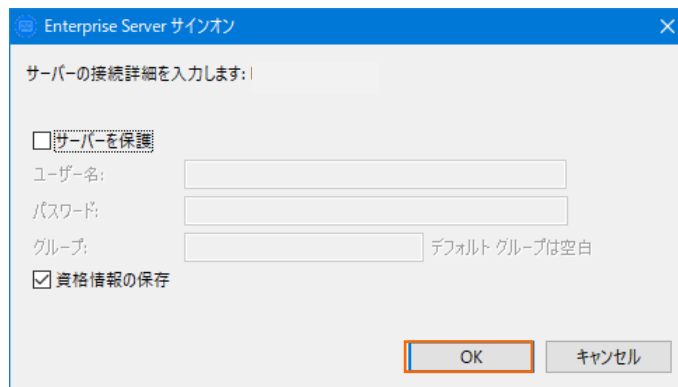 Enterprise Server サインオン
サーバーの接続詳細を入力します:
サーバーを保護
ユーザー名:
パスワード:
グループ: デフォルト グループは空白
資格情報の保存
OK キャンセル